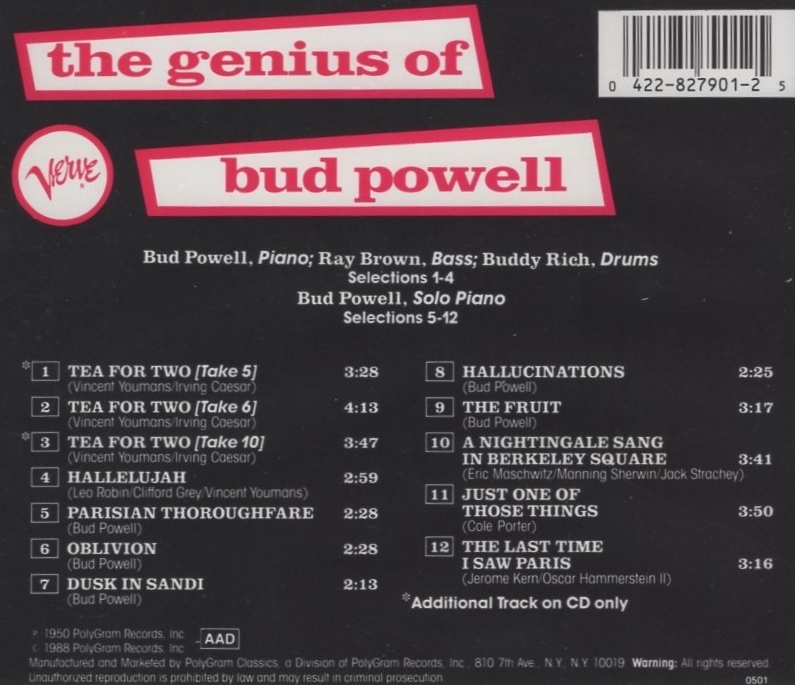 the genius of
0 422-827901-2 5
Verve
®
bud powell
Bud Powell, Piano; Ray Brown, Bass; Buddy Rich, Drums
Selections 1-4
Bud Powell, Solo Piano
Selections 5-12
*1 TEA FOR TWO [Take 5] 3:28
(Vincent Youmans/Irving Caesar)
2 TEA FOR TWO [Take 6] 4:13
(Vincent Youmans/Irving Caesar)
*3 TEA FOR TWO [Take 10] 3:47
(Vincent Youmans/Irving Caesar)
4 HALLELUJAH 2:59
(Leo Robin/Clifford Grey/Vincent Youmans)
5 PARISIAN THOROUGHFARE 2:28
(Bud Powell)
6 OBLIVION 2:28
(Bud Powell)
7 DUSK IN SANDI 2:13
(Bud Powell)
8 HALLUCINATIONS 2:25
(Bud Powell)
9 THE FRUIT 3:17
(Bud Powell)
10 A NIGHTINGALE SANG
IN BERKELEY SQUARE 3:41
(Eric Maschwitz/Manning Sherwin/Jack Strachey)
11 JUST ONE OF
THOSE THINGS 3:50
(Cole Porter)
12 THE LAST TIME
I SAW PARIS 3:16
(Jerome Kern/Oscar Hammerstein II)
*Additional Track on CD only
℗ 1950 PolyGram Records, Inc.
© 1988 PolyGram Records, Inc.
AAD
Manufactured and Marketed by PolyGram Classics, a Division of PolyGram Records, Inc., 810 7th Ave., N.Y., N.Y. 10019 Warning: All rights reserved.
Unauthorized reproduction is prohibited by law and may result in criminal prosecution
0501